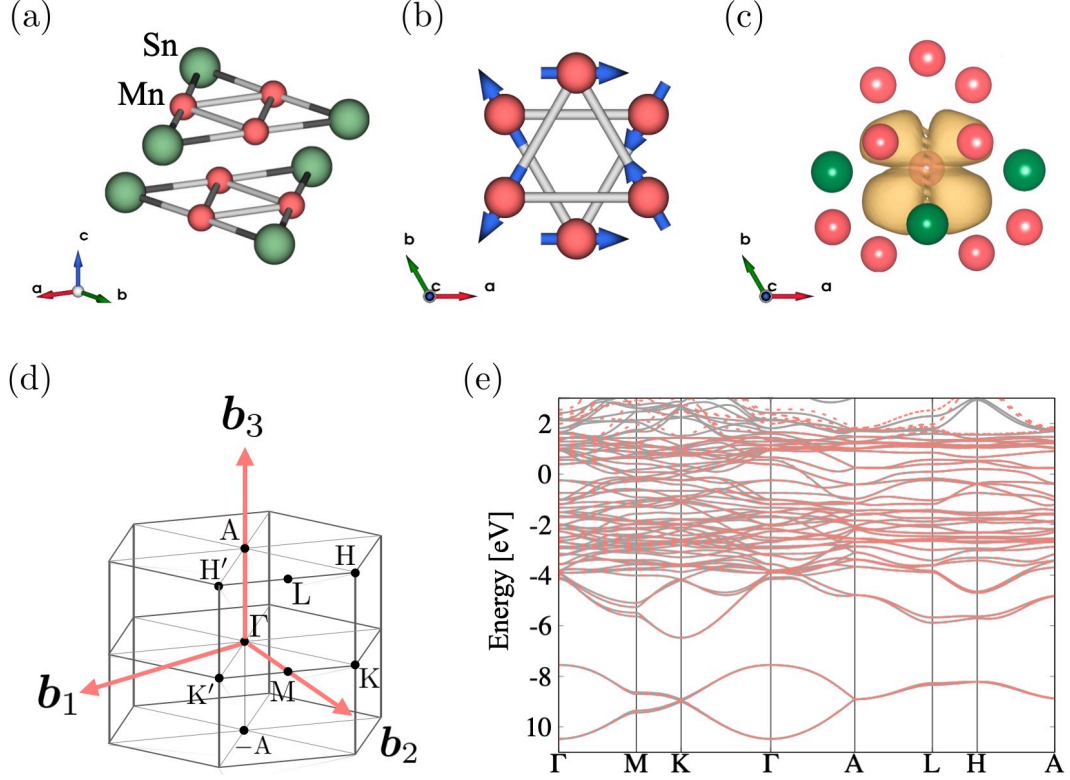 (a)
Sn
Mn
c
a
b
(b)
b
c
a
(c)
b
c
a
(d)
b₃
A
H′
H
L
Γ
K′
M
K
b₁
b₂
−A
(e)
Energy [eV]
2
0
-2
-4
-6
-8
10
Γ M K Γ A L H A